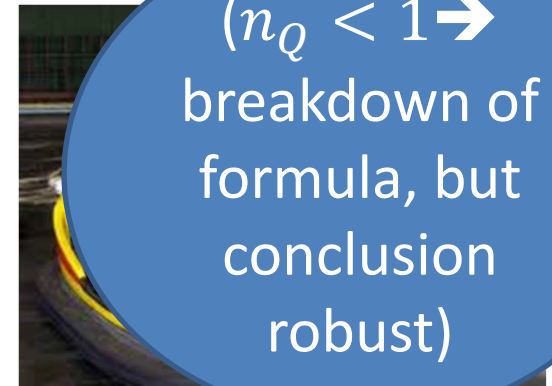 (n_Q < 1➔
breakdown of
formula, but
conclusion
robust)